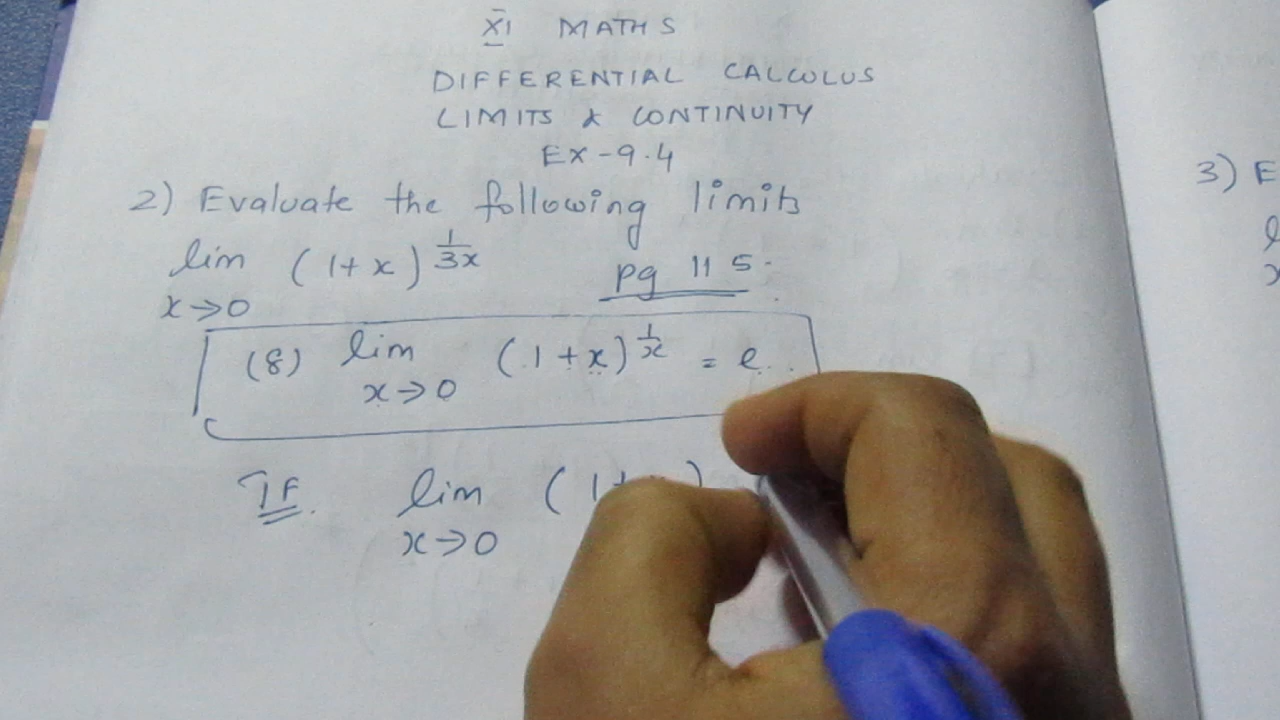 XI MATHS
DIFFERENTIAL CALCULUS
LIMITS & CONTINUITY
EX-9.4
2) Evaluate the following limits
lim x→0 (1+x)^(1/3x) pg 115.
(8) lim x→0 (1+x)^(1/x) = e..
IF. lim x→0 (1+
3) E